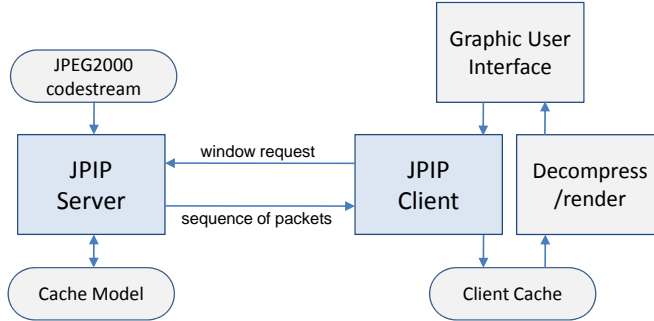 JPEG2000
codestream
Graphic User
Interface
JPIP
Server
window request
sequence of packets
JPIP
Client
Decompress
/render
Cache Model
Client Cache